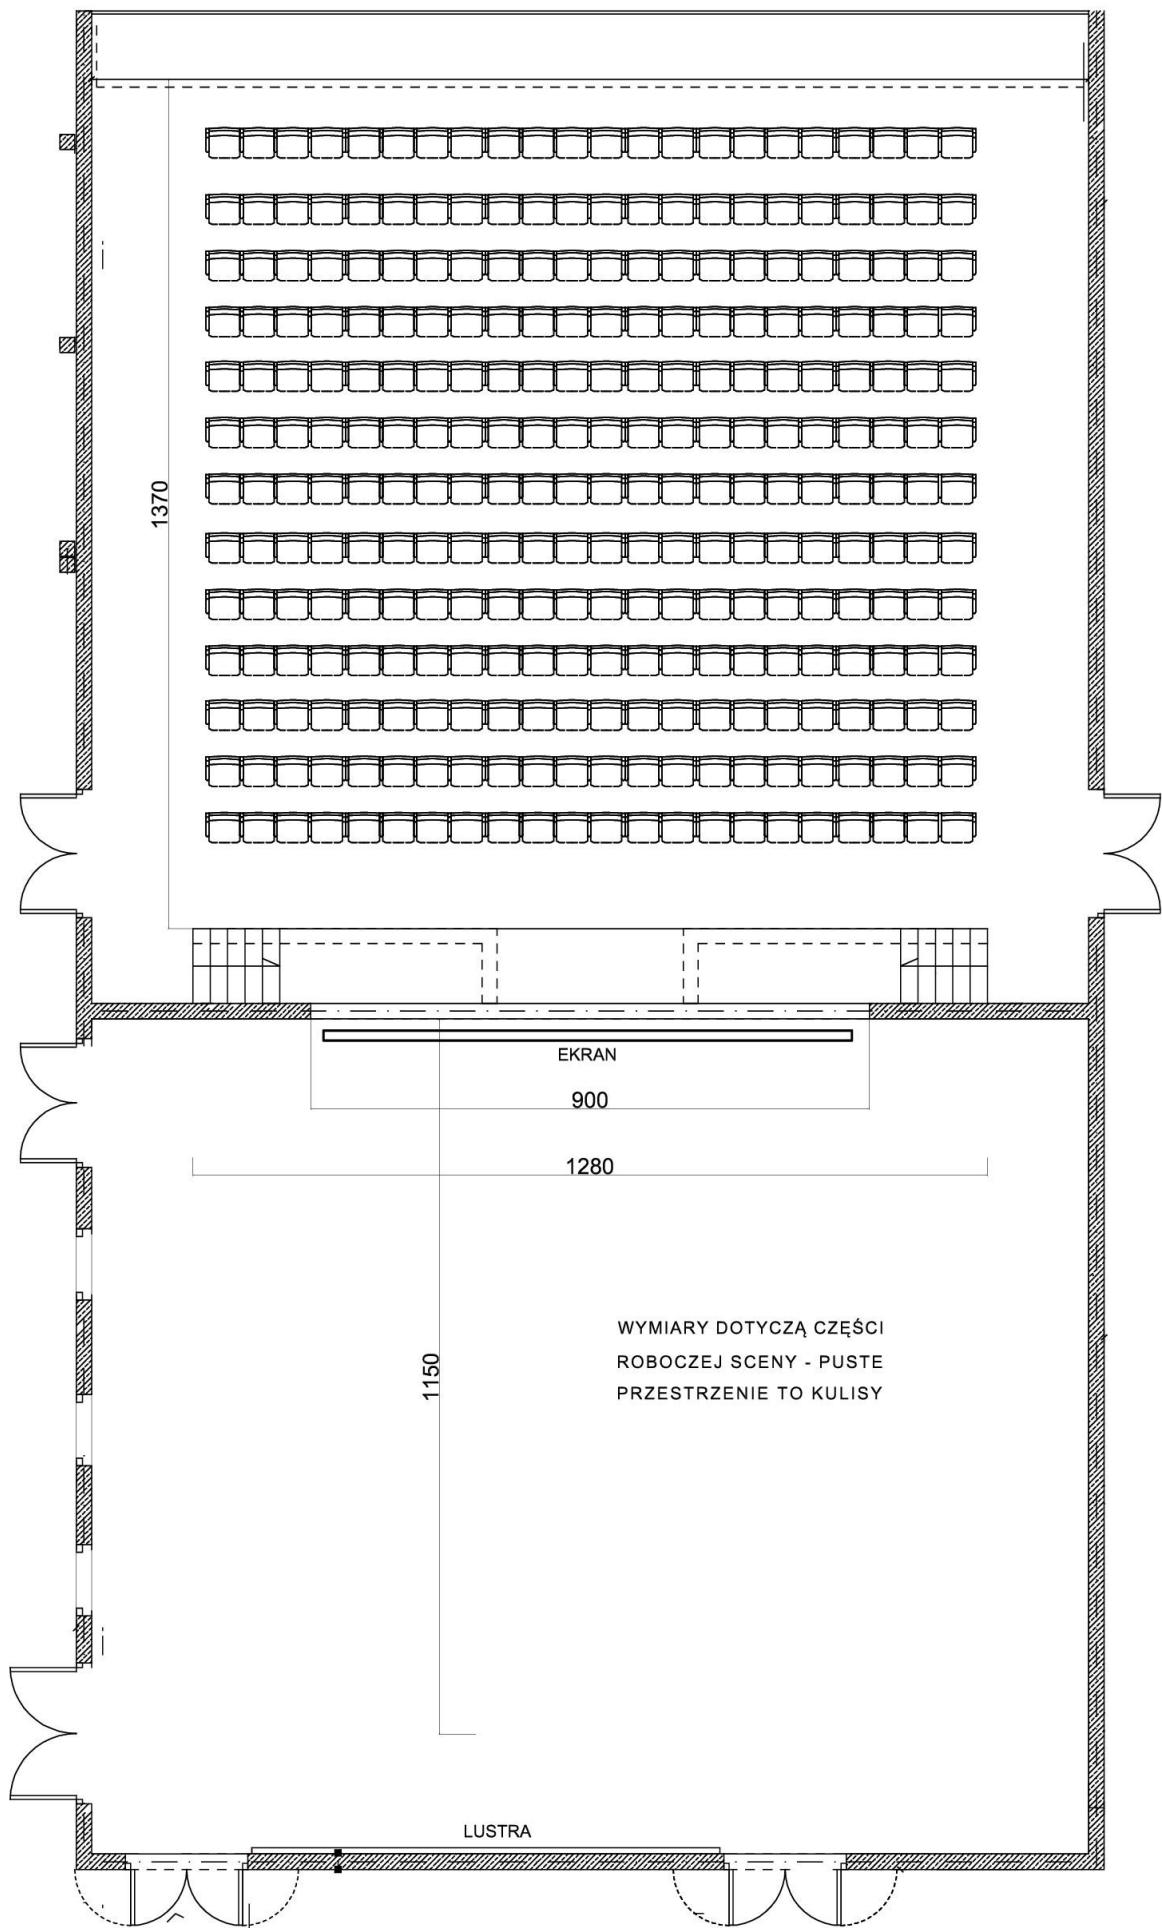 1370
EKRAN
900
1280
WYMIARY DOTYCZĄ CZĘŚCI
ROBOCZEJ SCENY - PUSTE
PRZESTRZENIE TO KULISY
1150
LUSTRA